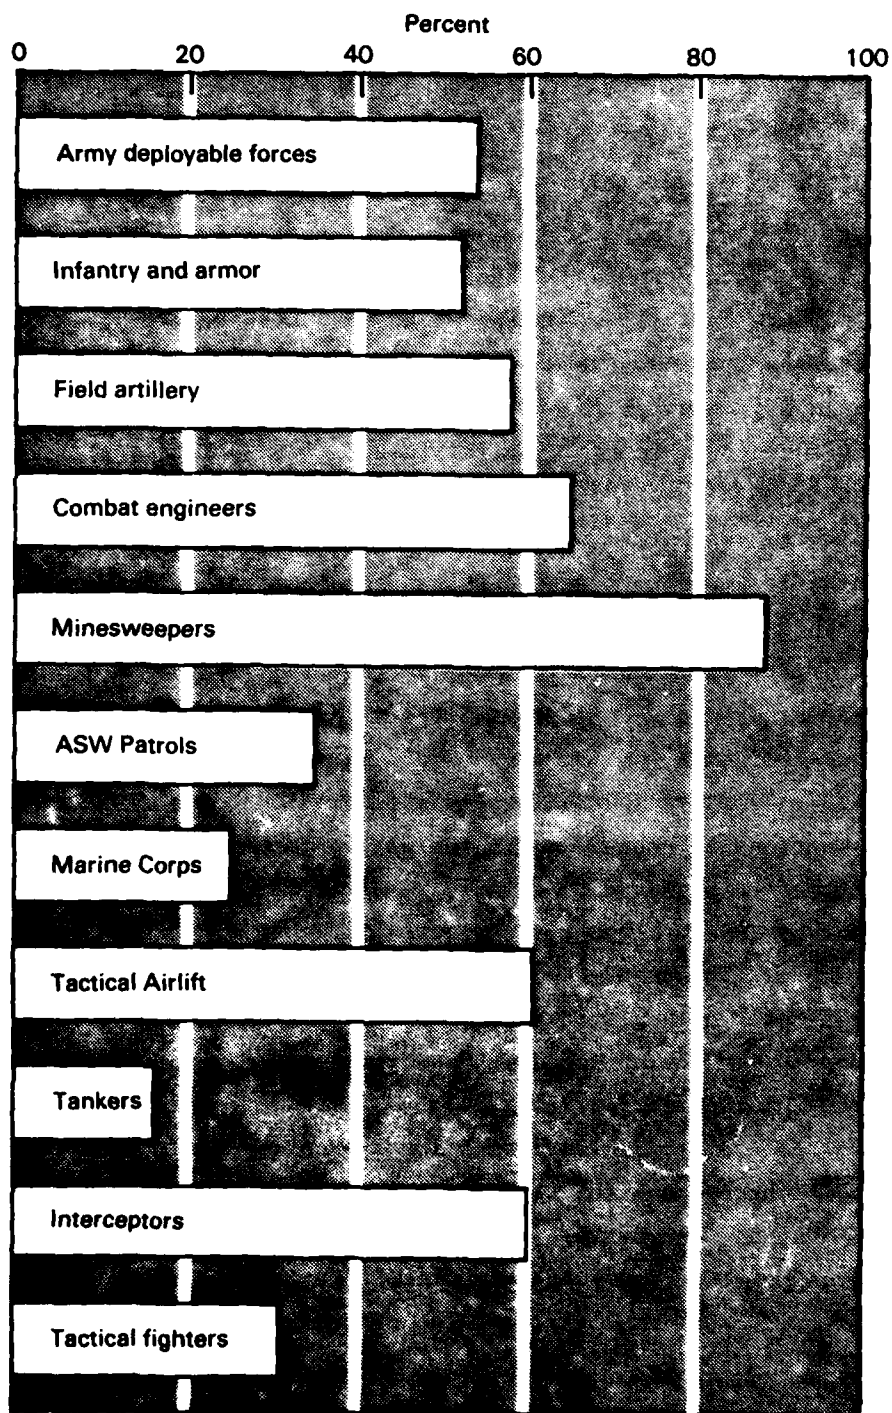 Percent
0 20 40 60 80 100
Army deployable forces
Infantry and armor
Field artillery
Combat engineers
Minesweepers
ASW Patrols
Marine Corps
Tactical Airlift
Tankers
Interceptors
Tactical fighters